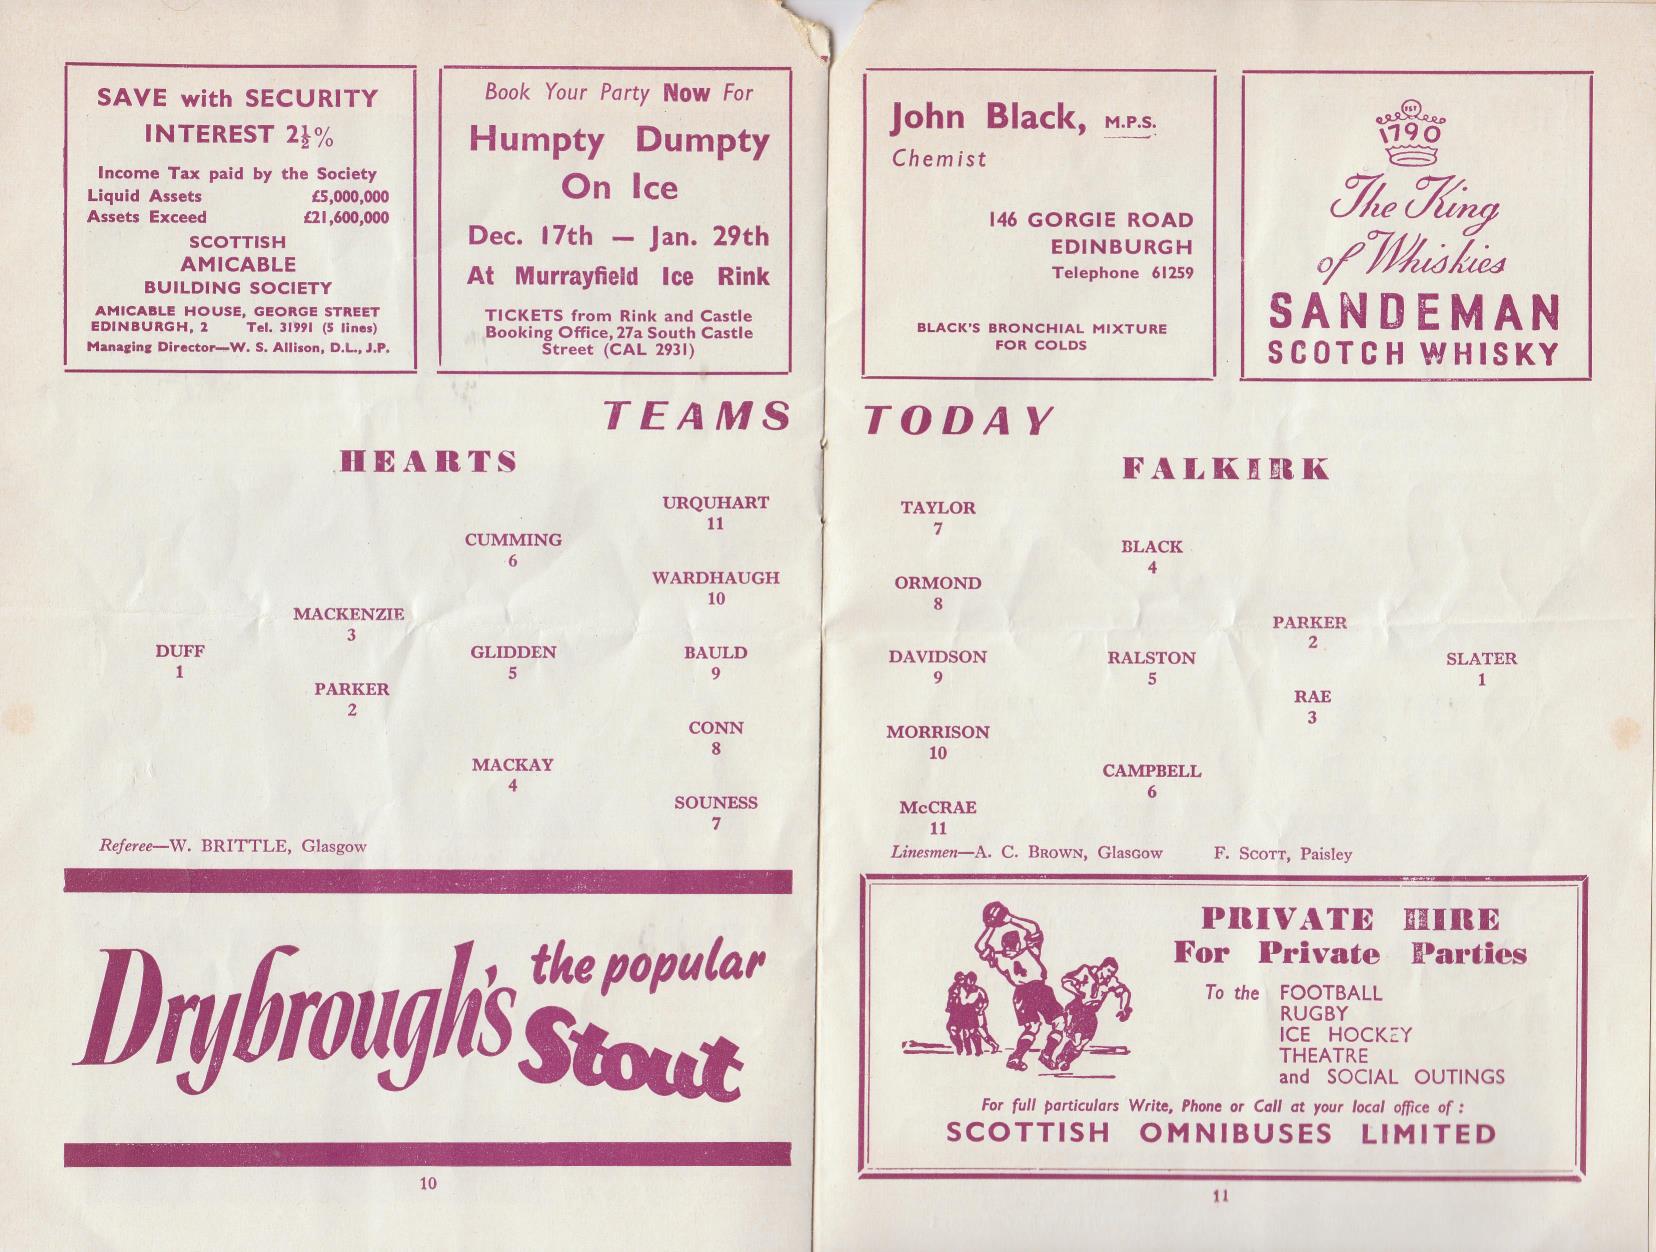 SAVE with SECURITY
INTEREST 2½%
Income Tax paid by the Society
Liquid Assets £5,000,000
Assets Exceed £21,600,000
SCOTTISH
AMICABLE
BUILDING SOCIETY
AMICABLE HOUSE, GEORGE STREET
EDINBURGH, 2 Tel. 31991 (5 lines)
Managing Director—W. S. Allison, D.L., J.P.
Book Your Party Now For
Humpty Dumpty
On Ice
Dec. 17th — Jan. 29th
At Murrayfield Ice Rink
TICKETS from Rink and Castle
Booking Office, 27a South Castle
Street (CAL 2931)
John Black, M.P.S.
Chemist
146 GORGIE ROAD
EDINBURGH
Telephone 61259
BLACK'S BRONCHIAL MIXTURE
FOR COLDS
EST
1790
The King
of Whiskies
SANDEMAN
SCOTCH WHISKY
TEAMS TODAY
HEARTS
URQUHART
11
CUMMING
6
WARDHAUGH
10
MACKENZIE
3
DUFF
1
GLIDDEN
5
BAULD
9
PARKER
2
CONN
8
MACKAY
4
SOUNESS
7
Referee—W. BRITTLE, Glasgow
FALKIRK
TAYLOR
7
BLACK
4
ORMOND
8
PARKER
2
DAVIDSON
9
RALSTON
5
SLATER
1
RAE
3
MORRISON
10
CAMPBELL
6
McCRAE
11
Linesmen—A. C. BROWN, Glasgow F. SCOTT, Paisley
Drybrough's the popular
Stout
10
4
PRIVATE HIRE
For Private Parties
To the FOOTBALL
RUGBY
ICE HOCKEY
THEATRE
and SOCIAL OUTINGS
For full particulars Write, Phone or Call at your local office of :
SCOTTISH OMNIBUSES LIMITED
11